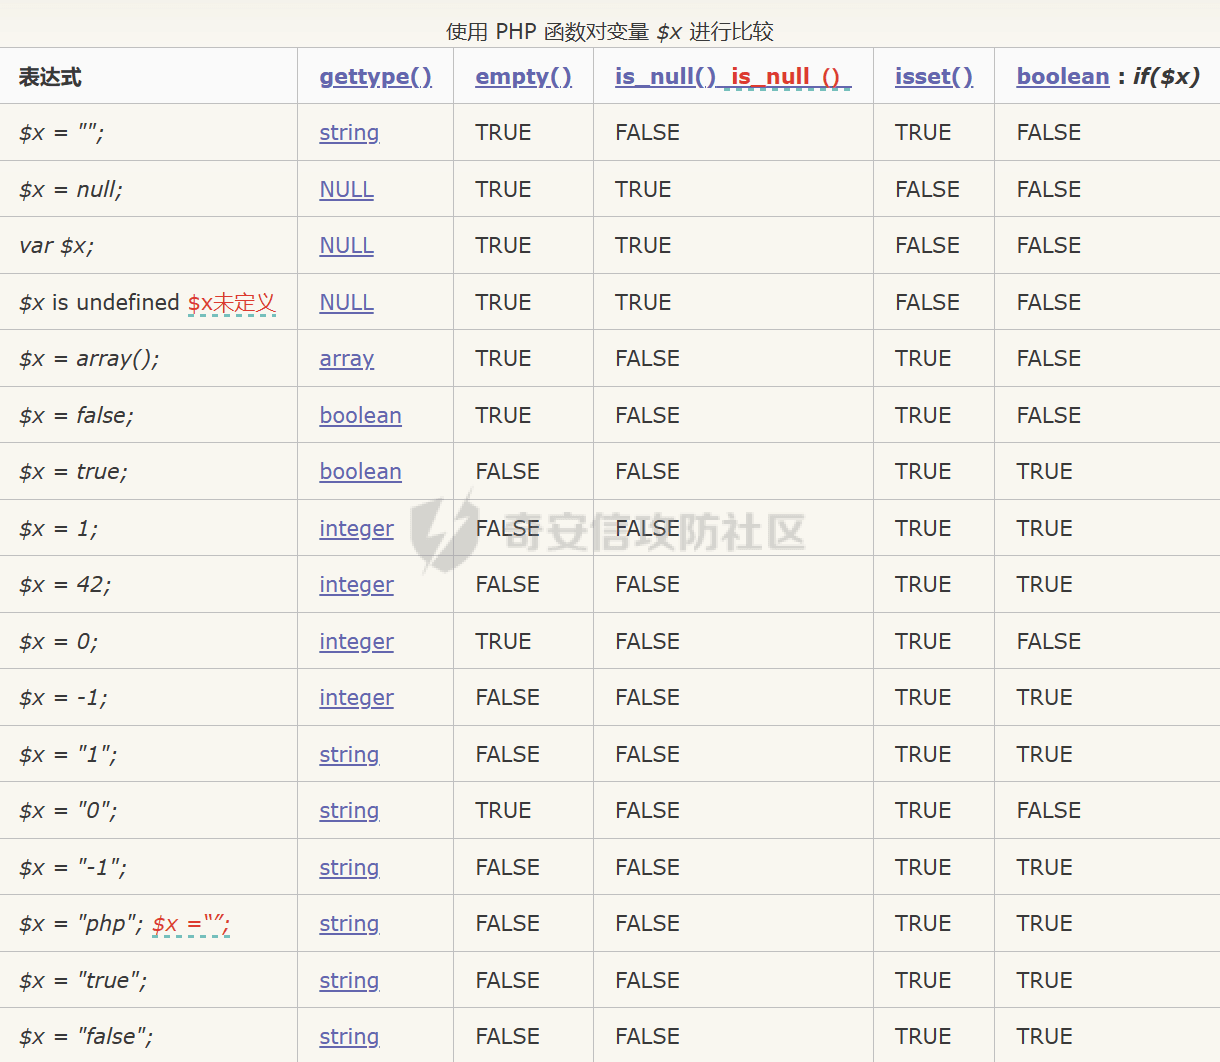 使用 PHP 函数对变量 $x 进行比较
表达式 gettype() empty() is_null() is_null（） isset() boolean : if($x)
$x = ""; string TRUE FALSE TRUE FALSE
$x = null; NULL TRUE TRUE FALSE FALSE
var $x; NULL TRUE TRUE FALSE FALSE
$x is undefined $x未定义 NULL TRUE TRUE FALSE FALSE
$x = array(); array TRUE FALSE TRUE FALSE
$x = false; boolean TRUE FALSE TRUE FALSE
$x = true; boolean FALSE FALSE TRUE TRUE
$x = 1; integer FALSE FALSE TRUE TRUE
奇安信攻防社区
$x = 42; integer FALSE FALSE TRUE TRUE
$x = 0; integer TRUE FALSE TRUE FALSE
$x = -1; integer FALSE FALSE TRUE TRUE
$x = "1"; string FALSE FALSE TRUE TRUE
$x = "0"; string TRUE FALSE TRUE FALSE
$x = "-1"; string FALSE FALSE TRUE TRUE
$x = "php"; $x =“”; string FALSE FALSE TRUE TRUE
$x = "true"; string FALSE FALSE TRUE TRUE
$x = "false"; string FALSE FALSE TRUE TRUE